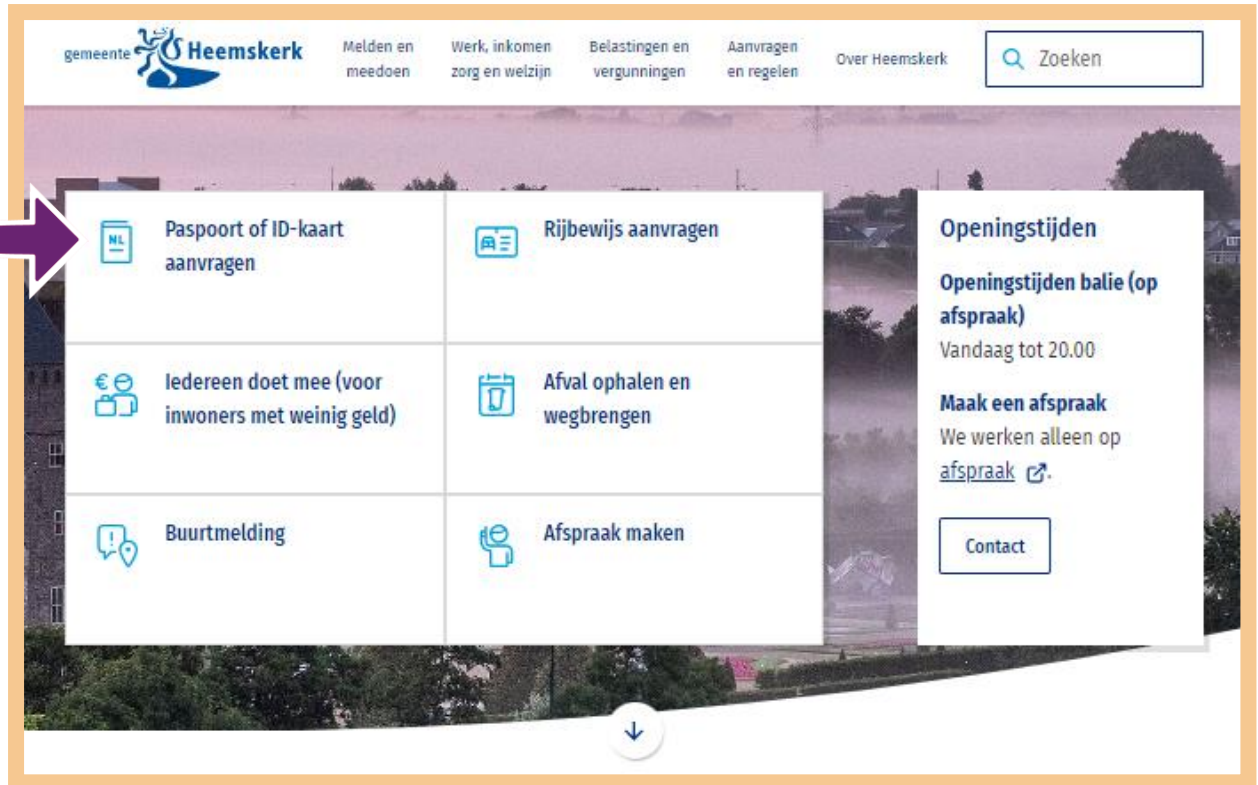 gemeente Heemskerk
Melden en
meedoen
Werk, inkomen
zorg en welzijn
Belastingen en
vergunningen
Aanvragen
en regelen
Over Heemskerk
Zoeken
NL
Paspoort of ID-kaart
aanvragen
Rijbewijs aanvragen
Iedereen doet mee (voor
inwoners met weinig geld)
Afval ophalen en
wegbrengen
Buurtmelding
Afspraak maken
Openingstijden
Openingstijden balie (op
afspraak)
Vandaag tot 20.00
Maak een afspraak
We werken alleen op
afspraak .
Contact